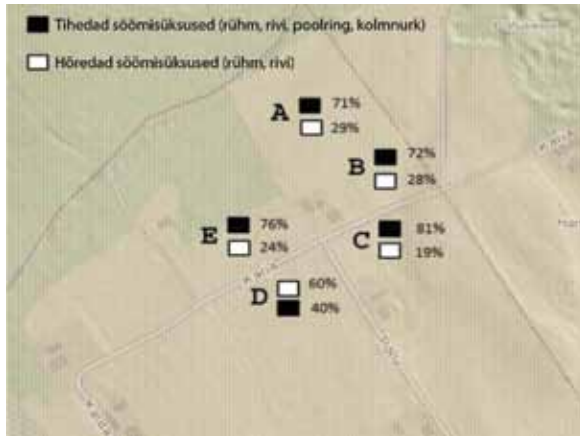 Tihedad söömisüksused (rühm, rivi, poolring, kolmnurk)
Hõredad söömisüksused (rühm, rivi)
A 71%
29%
B 72%
28%
E 76%
24%
C 81%
19%
D 60%
40%
Karja